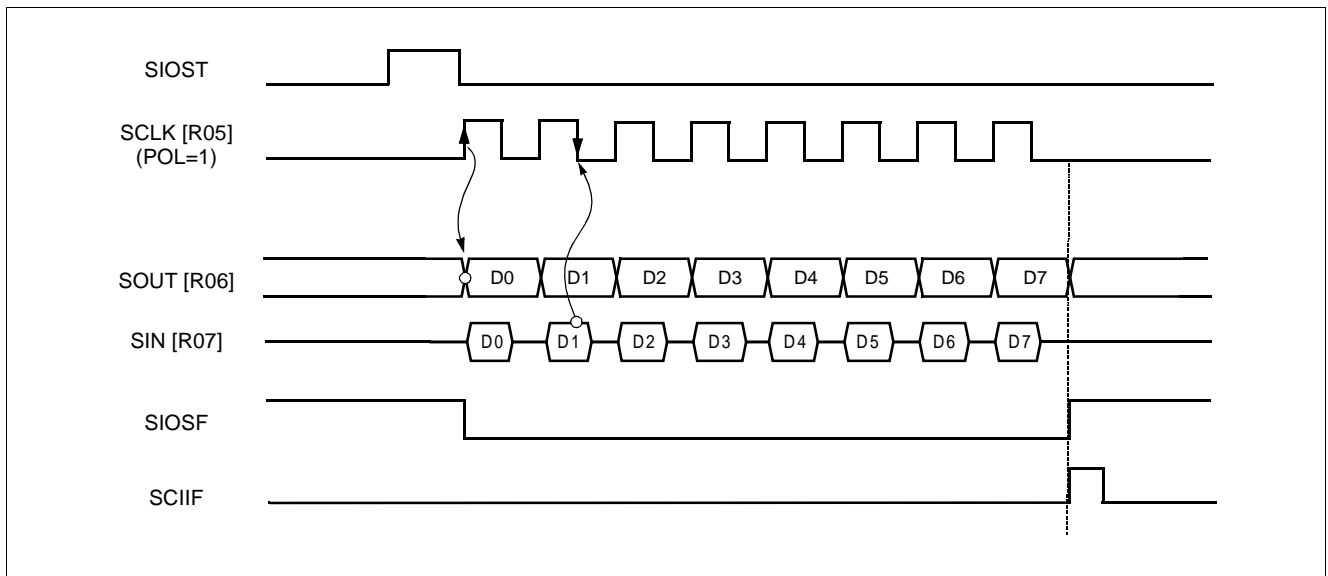 SIOST
SCLK [R05]
(POL=1)
SOUT [R06]
D0 D1 D2 D3 D4 D5 D6 D7
SIN [R07]
D0 D1 D2 D3 D4 D5 D6 D7
SIOSF
SCIIF